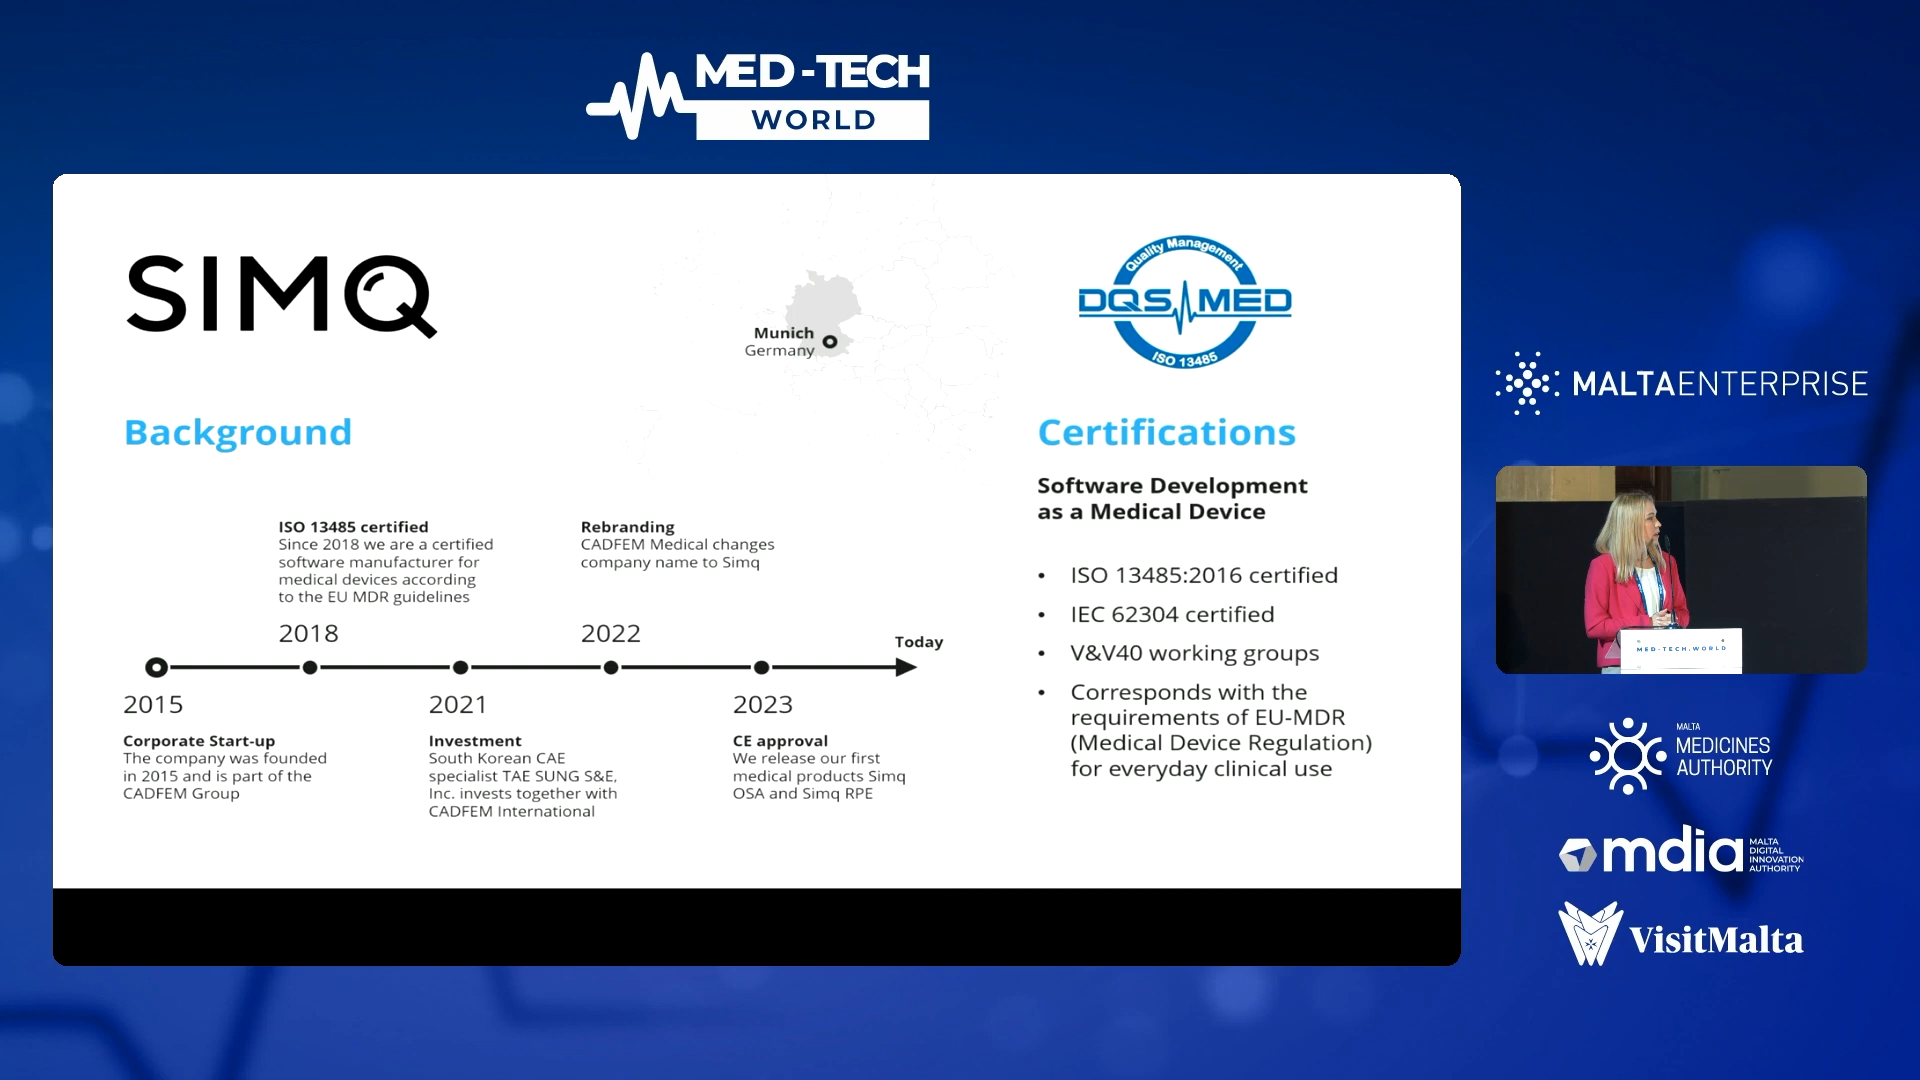 MED-TECH
WORLD
SIMQ
Munich
Germany
Quality Management
DQS MED
ISO 13485
Background
ISO 13485 certified
Since 2018 we are a certified
software manufacturer for
medical devices according
to the EU MDR guidelines
2018
Rebranding
CADFEM Medical changes
company name to Simq
2022
Today
2015
Corporate Start-up
The company was founded
in 2015 and is part of the
CADFEM Group
2021
Investment
South Korean CAE
specialist TAE SUNG S&E,
Inc. invests together with
CADFEM International
2023
CE approval
We release our first
medical products Simq
OSA and Simq RPE
Certifications
Software Development
as a Medical Device
• ISO 13485:2016 certified
• IEC 62304 certified
• V&V40 working groups
• Corresponds with the
requirements of EU-MDR
(Medical Device Regulation)
for everyday clinical use
MALTAENTERPRISE
MED-TECH.WORLD
MALTA
MEDICINES
AUTHORITY
mdia
MALTA
DIGITAL
INNOVATION
AUTHORITY
VisitMalta